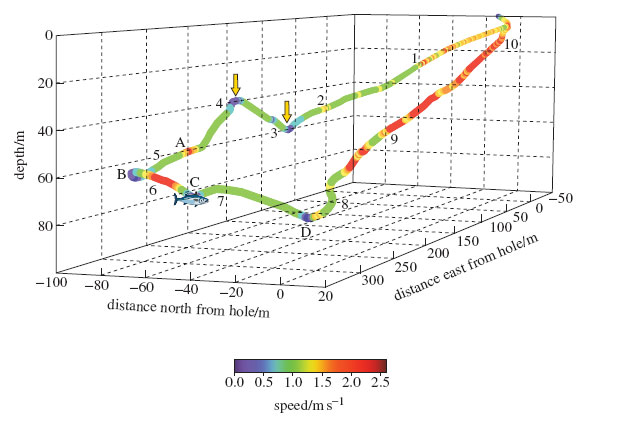 0
20
40
60
80
depth/m
−100 −80 −60 −40 −20 0 20
distance north from hole/m
300 250 200 150 100 50 0 −50
distance east from hole/m
10
1
2
4
3
9
A
5
B
6
C
7
8
D
0.0 0.5 1.0 1.5 2.0 2.5
speed/m s⁻¹